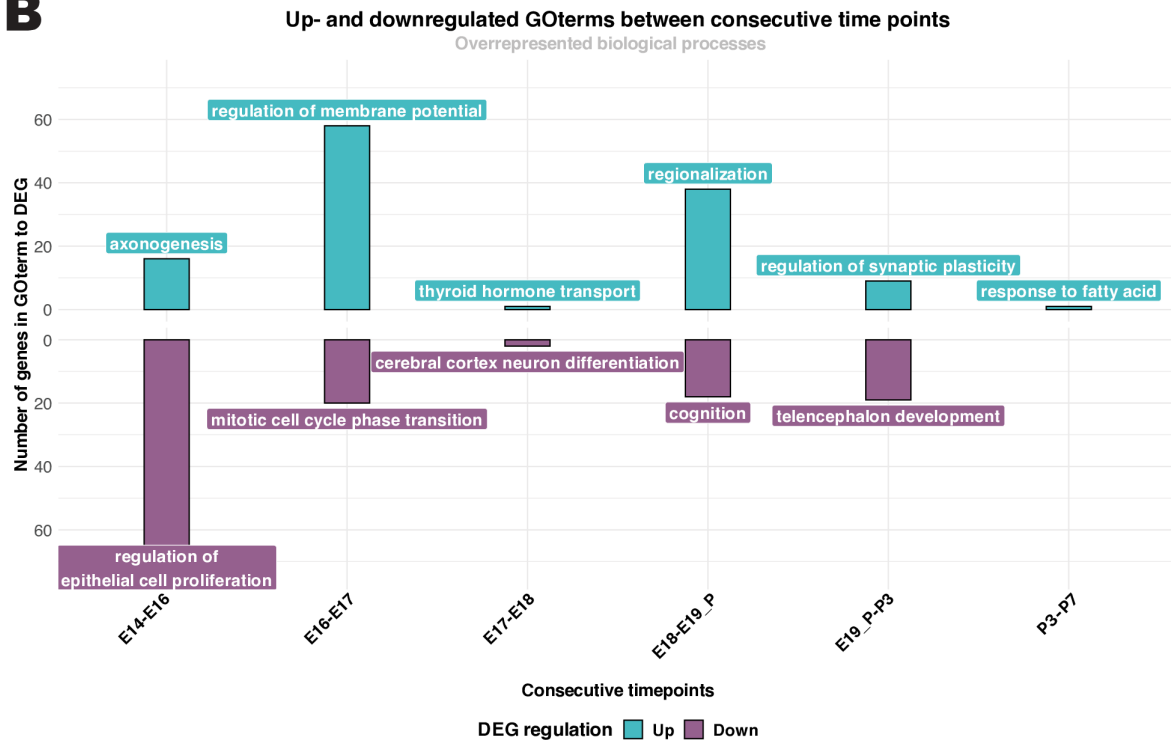 B
Up- and downregulated GOterms between consecutive time points
Overrepresented biological processes
Number of genes in GOterm to DEG
60
40
20
0
0
20
40
60
regulation of membrane potential
regionalization
axonogenesis
regulation of synaptic plasticity
thyroid hormone transport
response to fatty acid
cerebral cortex neuron differentiation
mitotic cell cycle phase transition
cognition
telencephalon development
regulation of
epithelial cell proliferation
E14-E16
E16-E17
E17-E18
E18-E19_P
E19_P-P3
P3-P7
Consecutive timepoints
DEG regulation Up Down